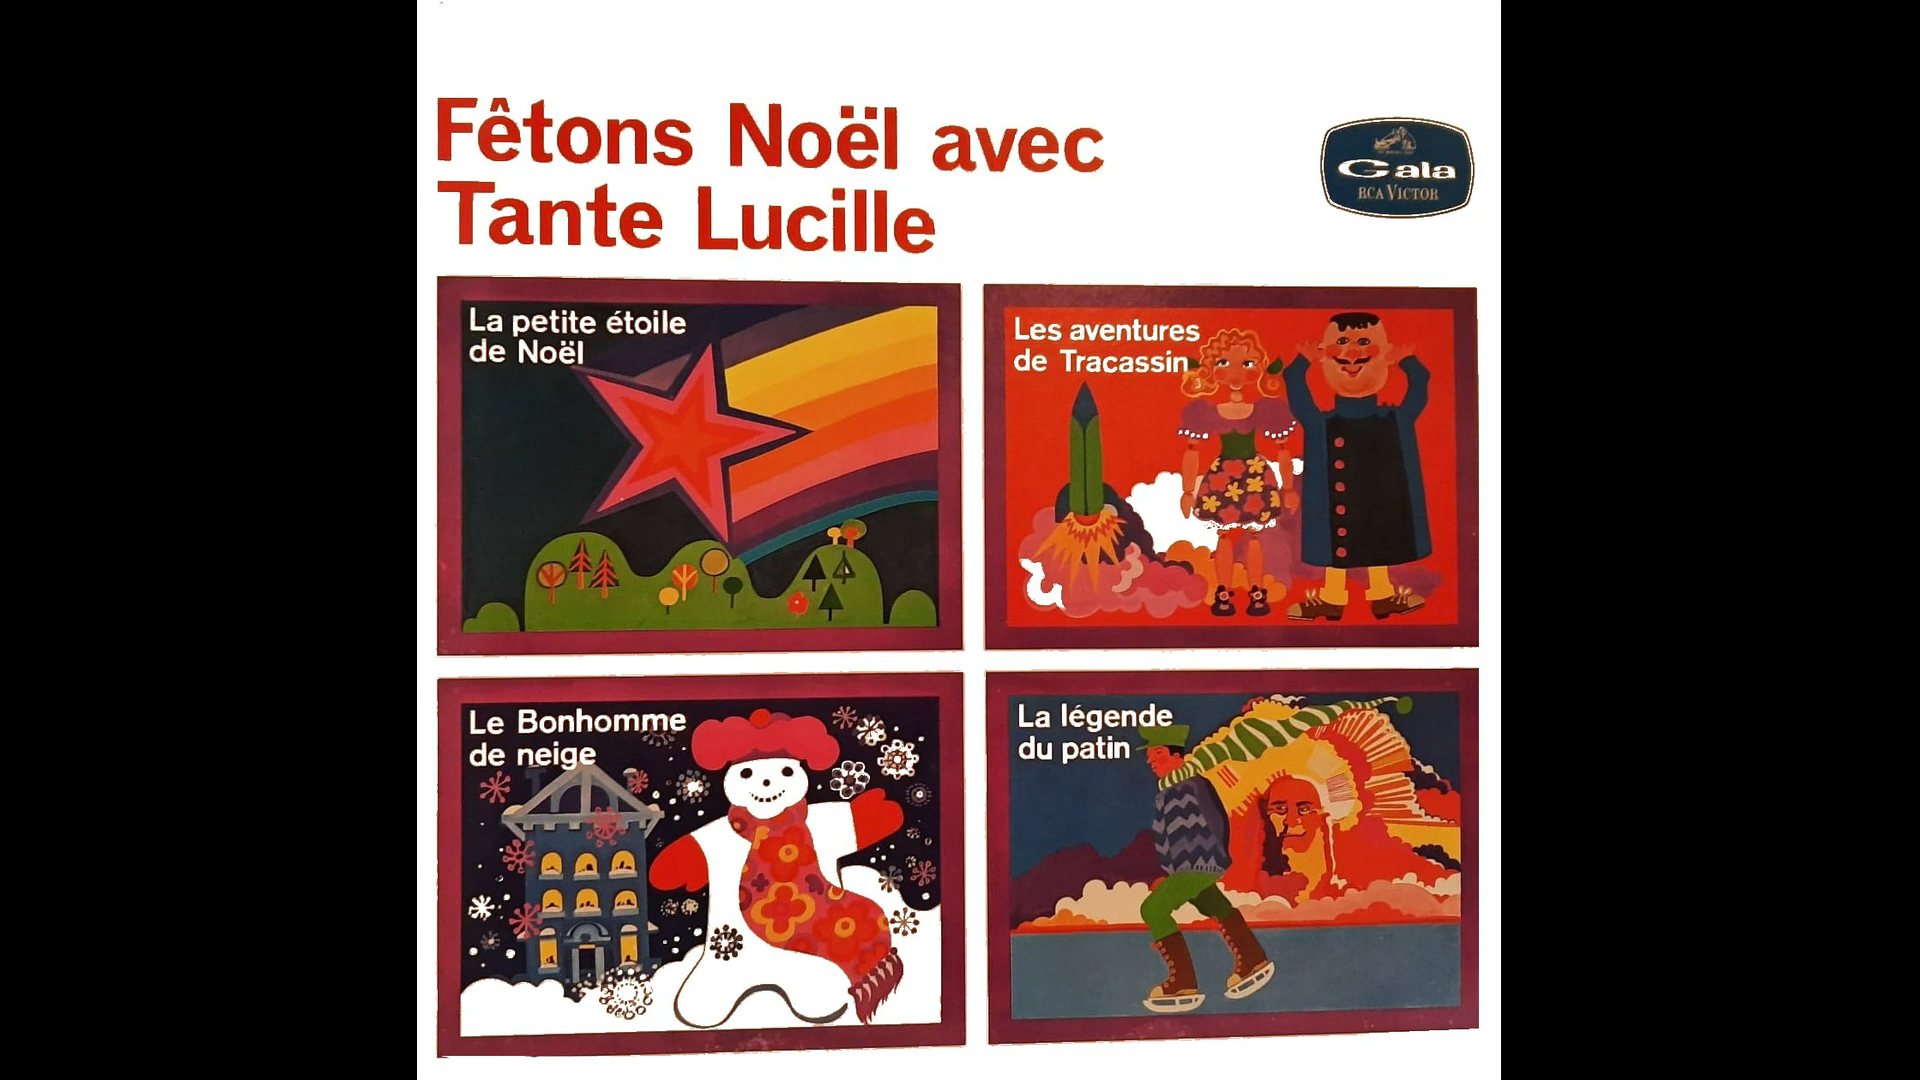 Fêtons Noël avec
Tante Lucille
Gala
RCA VICTOR
La petite étoile
de Noël
Les aventures
de Tracassin
Le Bonhomme
de neige
La légende
du patin